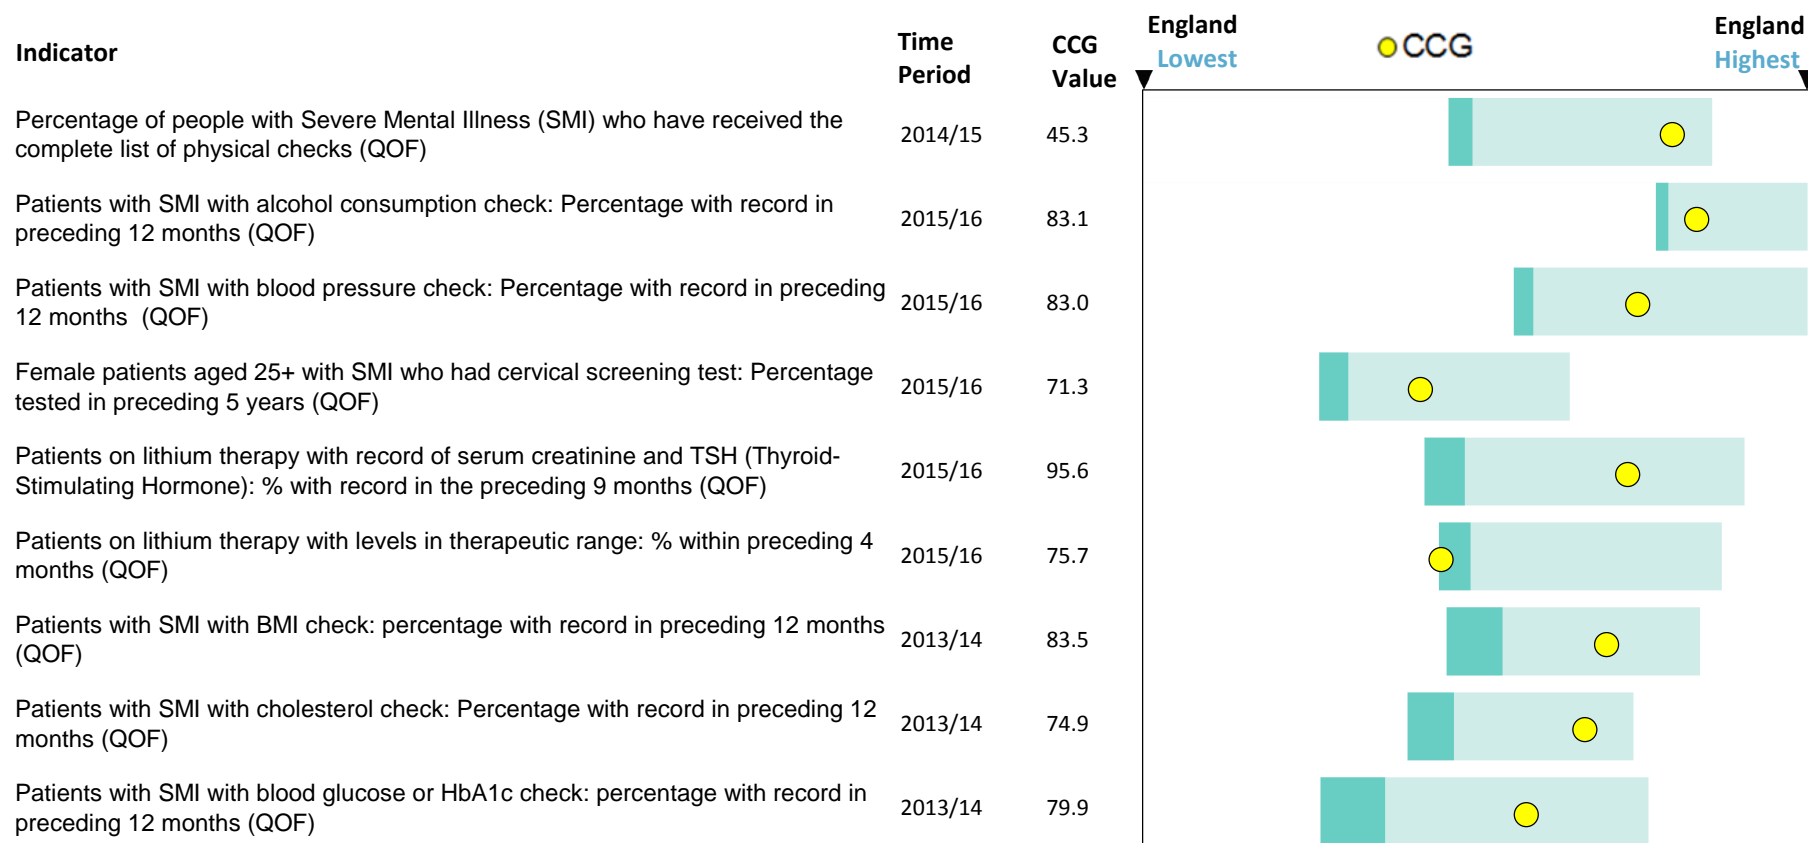 Indicator
Time
Period
CCG
Value
England
Lowest
CCG
England
Highest
Percentage of people with Severe Mental Illness (SMI) who have received the
complete list of physical checks (QOF)
2014/15
45.3
Patients with SMI with alcohol consumption check: Percentage with record in
preceding 12 months (QOF)
2015/16
83.1
Patients with SMI with blood pressure check: Percentage with record in preceding
12 months  (QOF)
2015/16
83.0
Female patients aged 25+ with SMI who had cervical screening test: Percentage
tested in preceding 5 years (QOF)
2015/16
71.3
Patients on lithium therapy with record of serum creatinine and TSH (Thyroid-
Stimulating Hormone): % with record in the preceding 9 months (QOF)
2015/16
95.6
Patients on lithium therapy with levels in therapeutic range: % within preceding 4
months (QOF)
2015/16
75.7
Patients with SMI with BMI check: percentage with record in preceding 12 months
(QOF)
2013/14
83.5
Patients with SMI with cholesterol check: Percentage with record in preceding 12
months (QOF)
2013/14
74.9
Patients with SMI with blood glucose or HbA1c check: percentage with record in
preceding 12 months (QOF)
2013/14
79.9